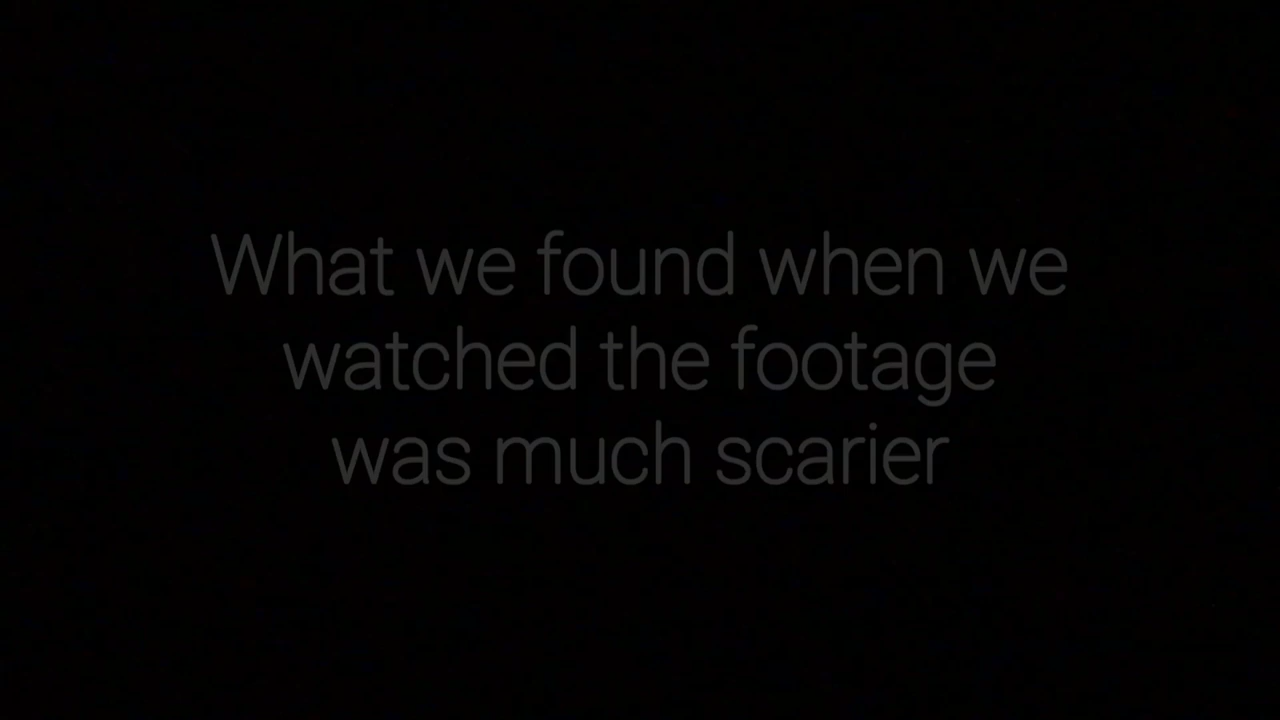 What we found when we
watched the footage
was much scarier